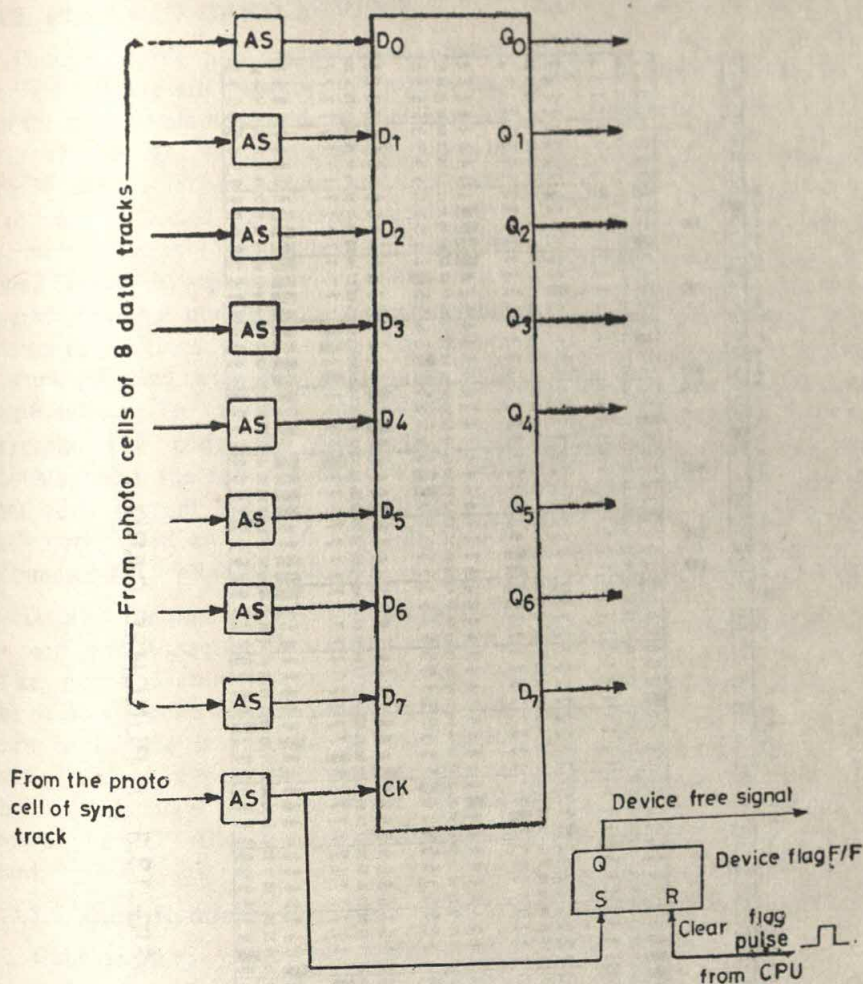 AS D0 Q0
AS D1 Q1
AS D2 Q2
AS D3 Q3
AS D4 Q4
AS D5 Q5
AS D6 Q6
AS D7 D7
From photo cells of 8 data tracks
From the photo
cell of sync
track
AS CK
Device free signal
Q
Device flag F/F
S R
Clear flag
pulse
from CPU